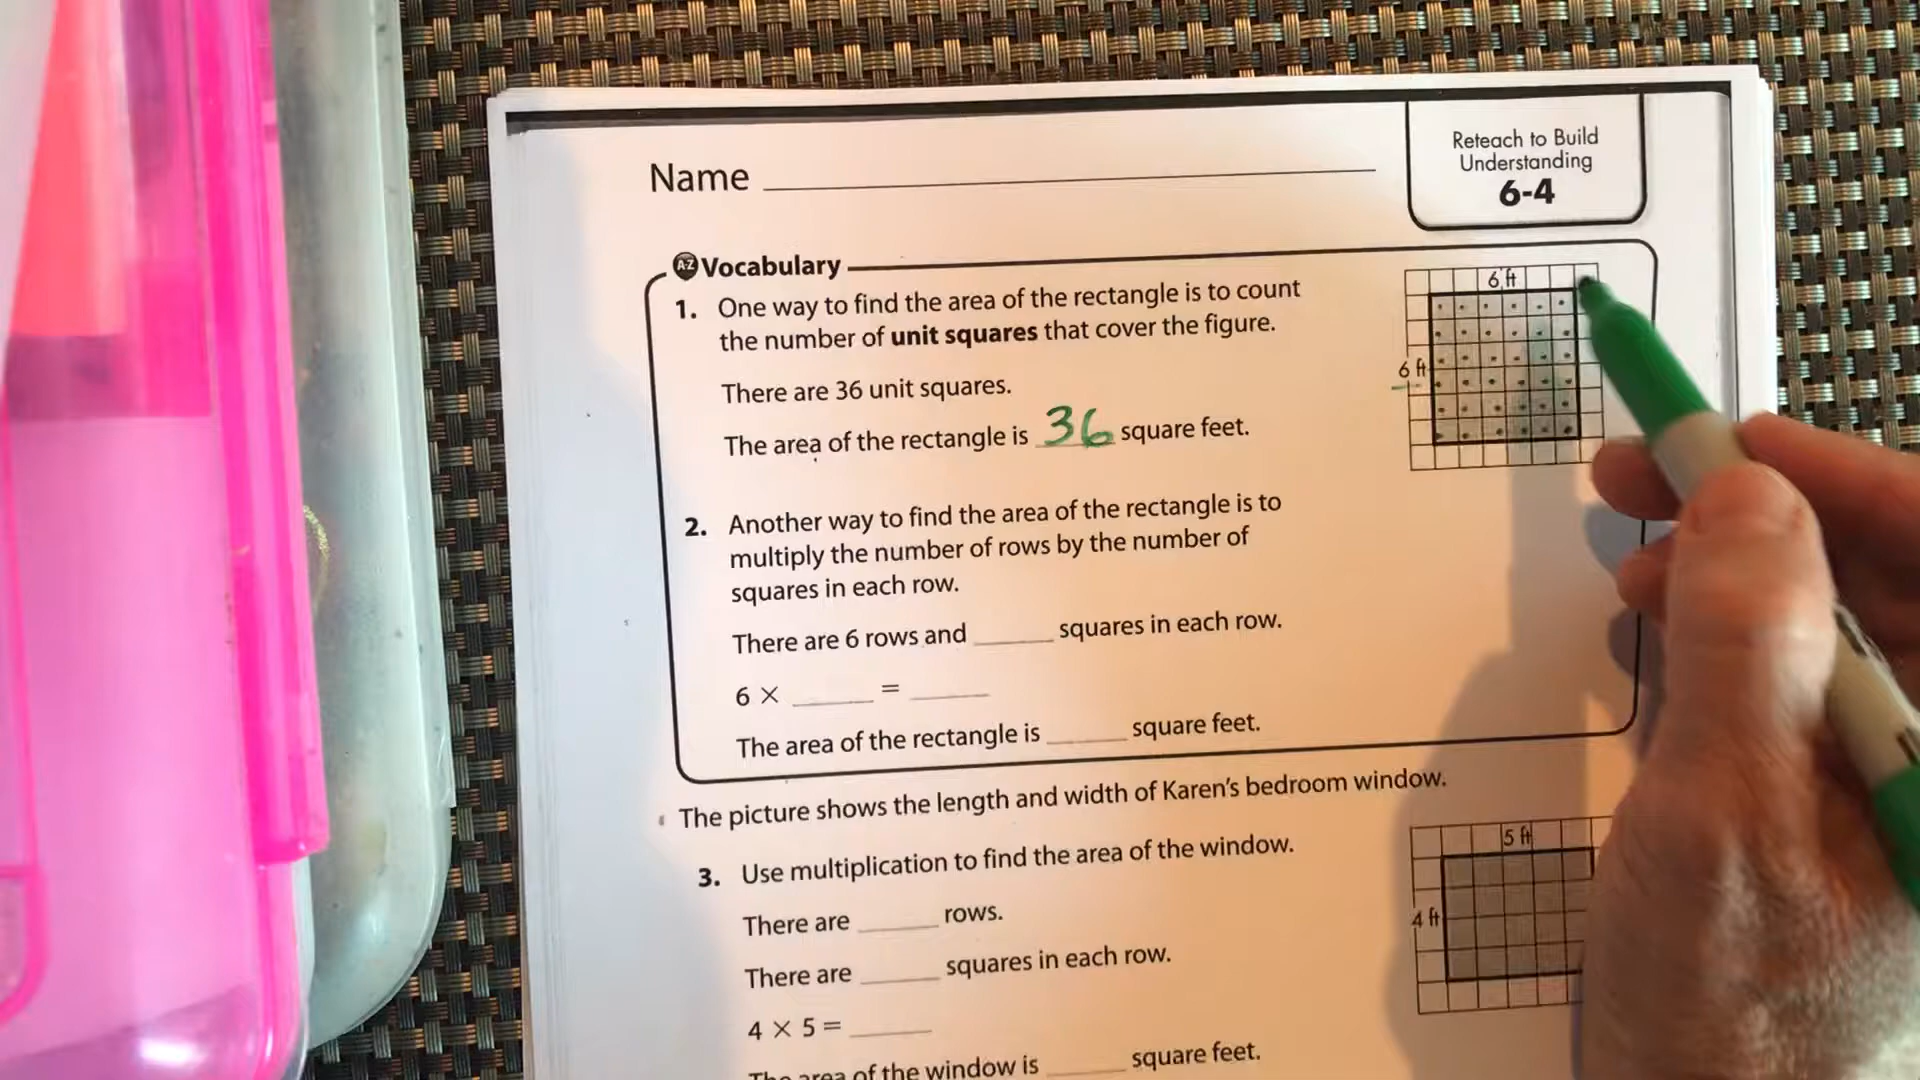 Reteach to Build
Understanding
6-4
Name
A-Z Vocabulary
1. One way to find the area of the rectangle is to count
the number of unit squares that cover the figure.
There are 36 unit squares.
The area of the rectangle is 36 square feet.
6 ft
6 ft
2. Another way to find the area of the rectangle is to
multiply the number of rows by the number of
squares in each row.
There are 6 rows and ____ squares in each row.
6 × ____ = ____
The area of the rectangle is ____ square feet.
The picture shows the length and width of Karen's bedroom window.
3. Use multiplication to find the area of the window.
There are ____ rows.
There are ____ squares in each row.
4 × 5 = ____
The area of the window is ____ square feet.
5 ft
4 ft